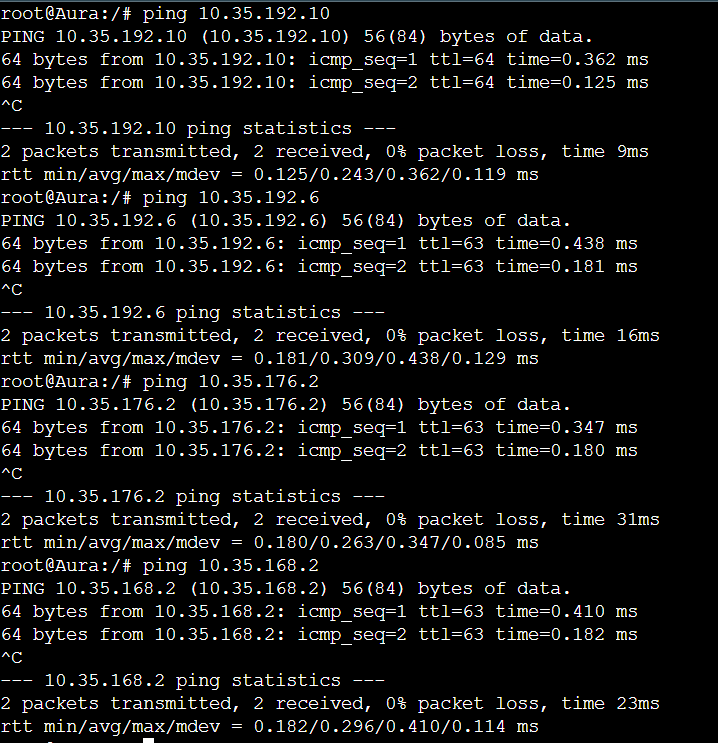 root@Aura:/# ping 10.35.192.10
PING 10.35.192.10 (10.35.192.10) 56(84) bytes of data.
64 bytes from 10.35.192.10: icmp_seq=1 ttl=64 time=0.362 ms
64 bytes from 10.35.192.10: icmp_seq=2 ttl=64 time=0.125 ms
^C
--- 10.35.192.10 ping statistics ---
2 packets transmitted, 2 received, 0% packet loss, time 9ms
rtt min/avg/max/mdev = 0.125/0.243/0.362/0.119 ms
root@Aura:/# ping 10.35.192.6
PING 10.35.192.6 (10.35.192.6) 56(84) bytes of data.
64 bytes from 10.35.192.6: icmp_seq=1 ttl=63 time=0.438 ms
64 bytes from 10.35.192.6: icmp_seq=2 ttl=63 time=0.181 ms
^C
--- 10.35.192.6 ping statistics ---
2 packets transmitted, 2 received, 0% packet loss, time 16ms
rtt min/avg/max/mdev = 0.181/0.309/0.438/0.129 ms
root@Aura:/# ping 10.35.176.2
PING 10.35.176.2 (10.35.176.2) 56(84) bytes of data.
64 bytes from 10.35.176.2: icmp_seq=1 ttl=63 time=0.347 ms
64 bytes from 10.35.176.2: icmp_seq=2 ttl=63 time=0.180 ms
^C
--- 10.35.176.2 ping statistics ---
2 packets transmitted, 2 received, 0% packet loss, time 31ms
rtt min/avg/max/mdev = 0.180/0.263/0.347/0.085 ms
root@Aura:/# ping 10.35.168.2
PING 10.35.168.2 (10.35.168.2) 56(84) bytes of data.
64 bytes from 10.35.168.2: icmp_seq=1 ttl=63 time=0.410 ms
64 bytes from 10.35.168.2: icmp_seq=2 ttl=63 time=0.182 ms
^C
--- 10.35.168.2 ping statistics ---
2 packets transmitted, 2 received, 0% packet loss, time 23ms
rtt min/avg/max/mdev = 0.182/0.296/0.410/0.114 ms